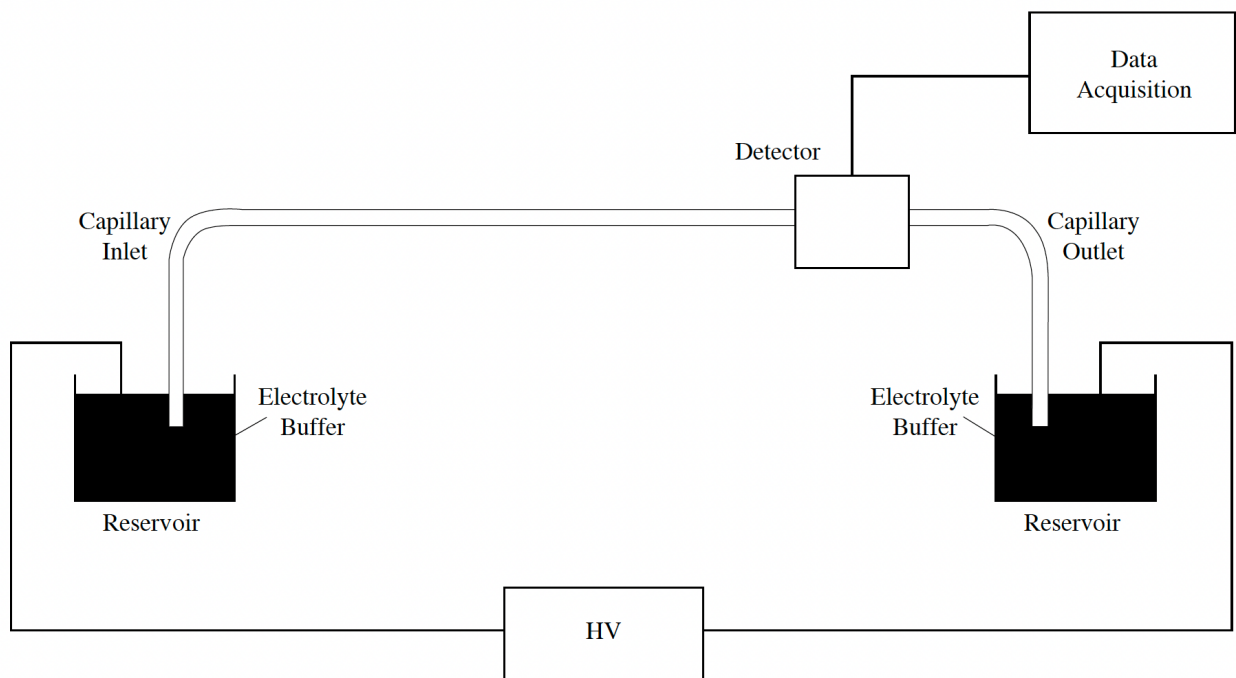 Data
Acquisition
Detector
Capillary
Inlet
Capillary
Outlet
Electrolyte
Buffer
Electrolyte
Buffer
Reservoir
Reservoir
HV